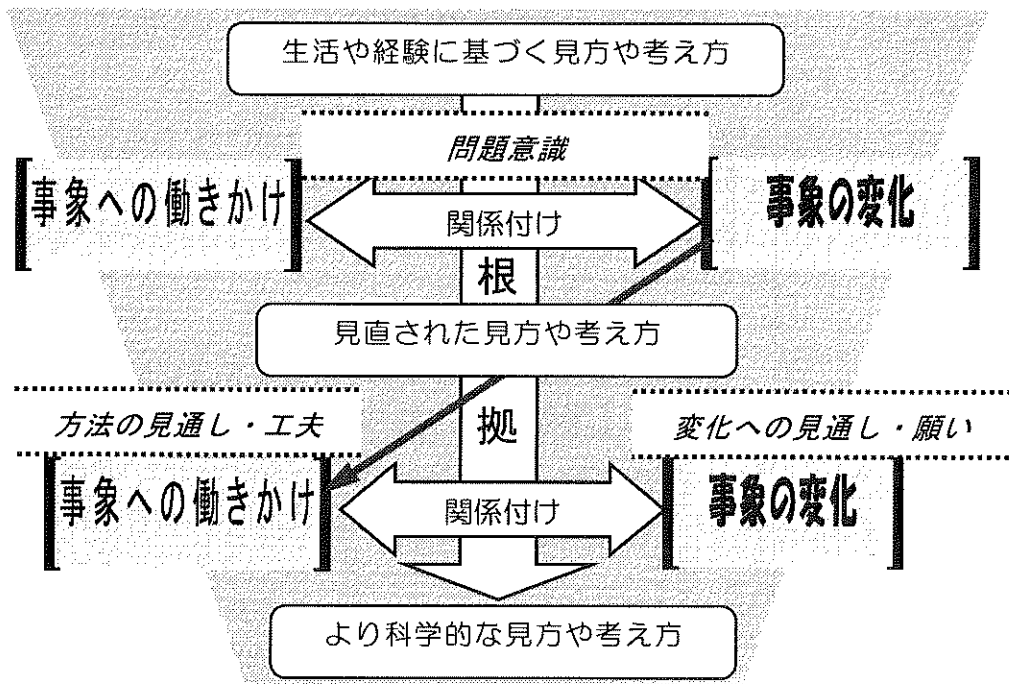 生活や経験に基づく見方や考え方
問題意識
事象への働きかけ
関係付け
事象の変化
根
見直された見方や考え方
方法の見通し・工夫
拠
変化への見通し・願い
事象への働きかけ
関係付け
事象の変化
より科学的な見方や考え方